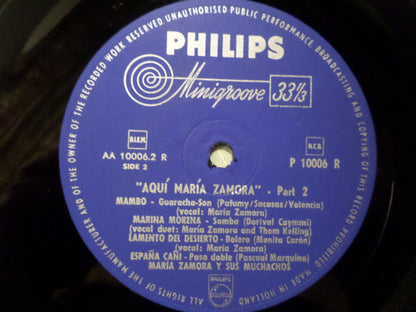 ALL RIGHTS OF THE MANUFACTURER AND OF THE OWNER OF THE RECORDED WORK RESERVED UNAUTHORISED PUBLIC PERFORMANCE, BROADCASTING AND COPYING OF THIS RECORD PROHIBITED
MADE IN HOLLAND
PHILIPS
Minigroove 33⅓
B.I.E.M.
N.C.B.
AA 10006.2 R
P 10006 R
SIDE 2
"AQUÍ MARÍA ZAMORA" - Part 2
MAMBO - Guaracha-Son (Pafumy/Sacasas/Valencia)
(vocal: María Zamora)
MARINA MORENA - Samba (Dorivel Caymmi)
(vocal duet: María Zamora and Thom Kelling)
LAMENTO DEL DESIERTO - Bolero (Menita Carón)
(vocal: María Zamora)
ESPAÑA CAÑI - Paso doble (Pascual Marquina)
MARÍA ZAMORA Y SUS MUCHACHOS
PHILIPS